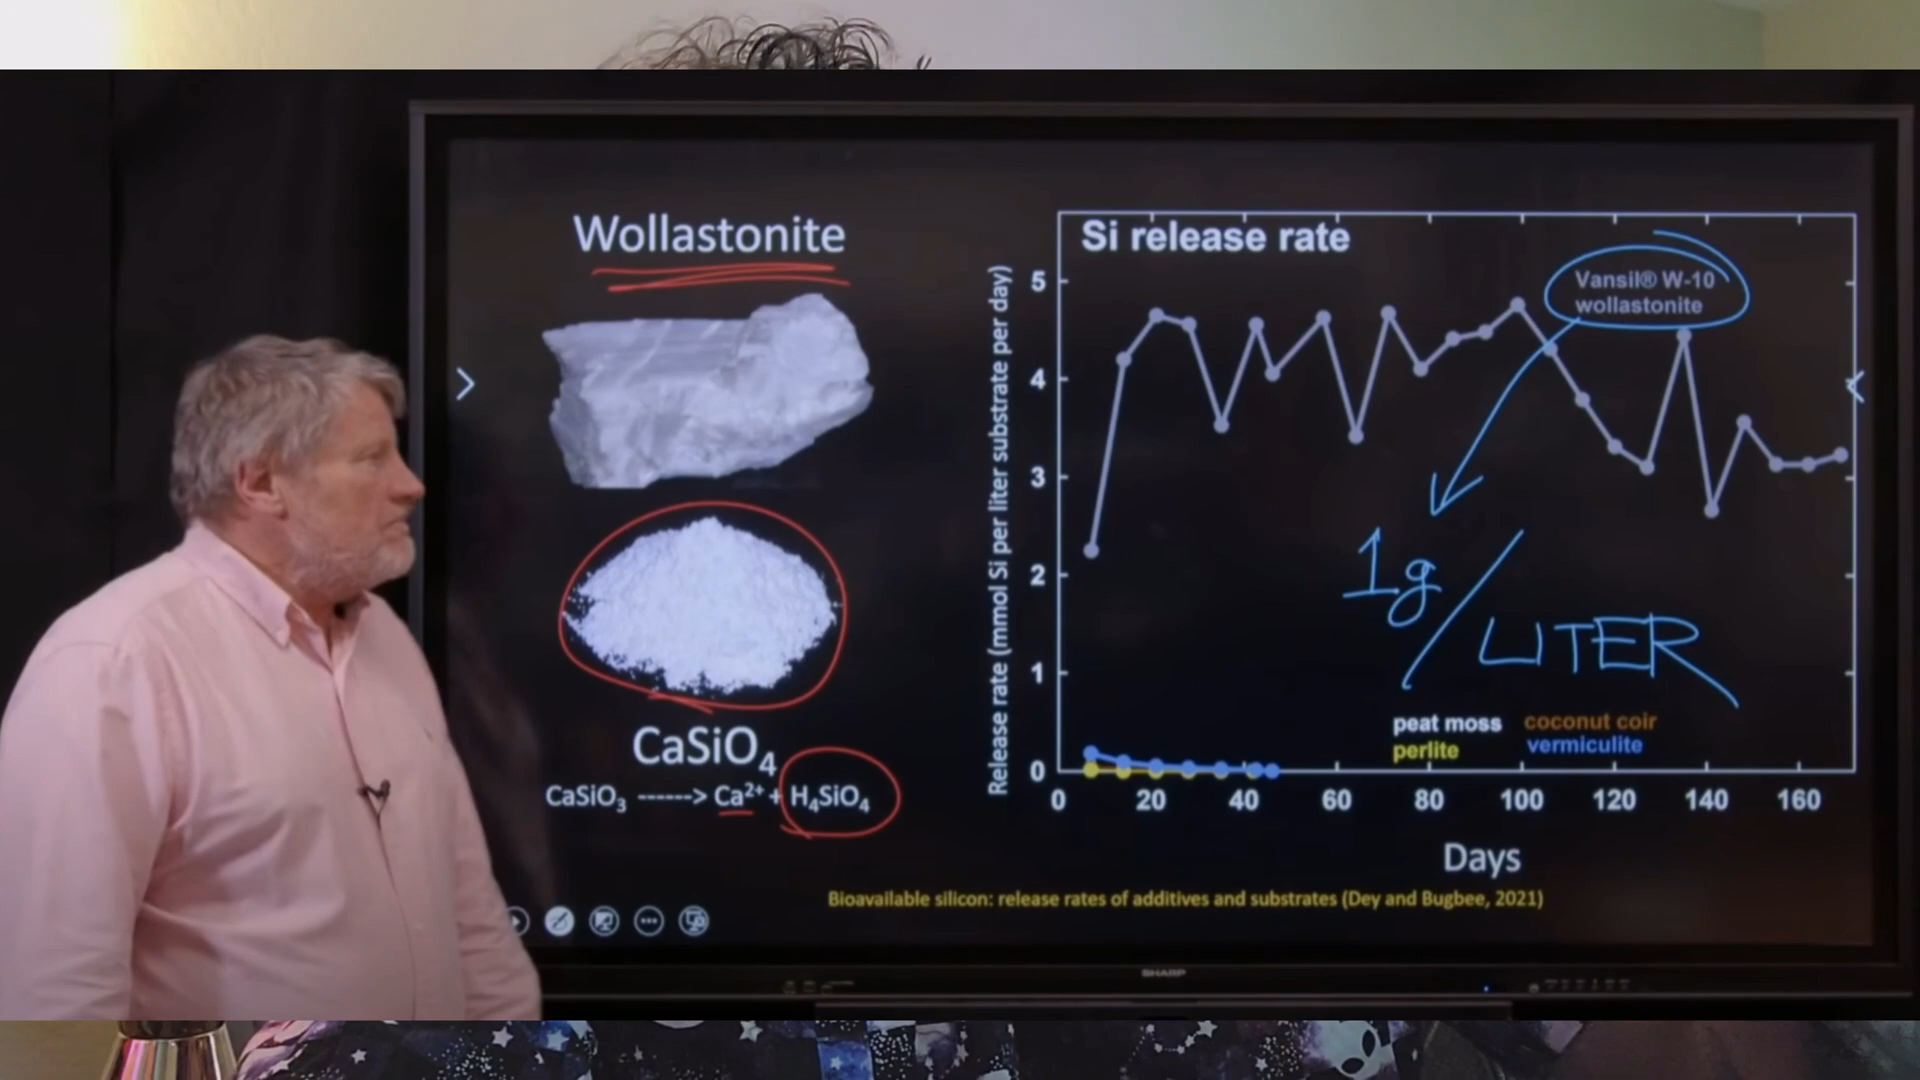 Wollastonite
CaSiO₄
CaSiO₃ ------> Ca²⁺ + H₄SiO₄
Si release rate
Vansil® W-10
wollastonite
Release rate (mmol Si per liter substrate per day)
5
4
3
2
1
0
1g/LITER
peat moss coconut coir
perlite vermiculite
0 20 40 60 80 100 120 140 160
Days
Bioavailable silicon: release rates of additives and substrates (Dey and Bugbee, 2021)
SHARP